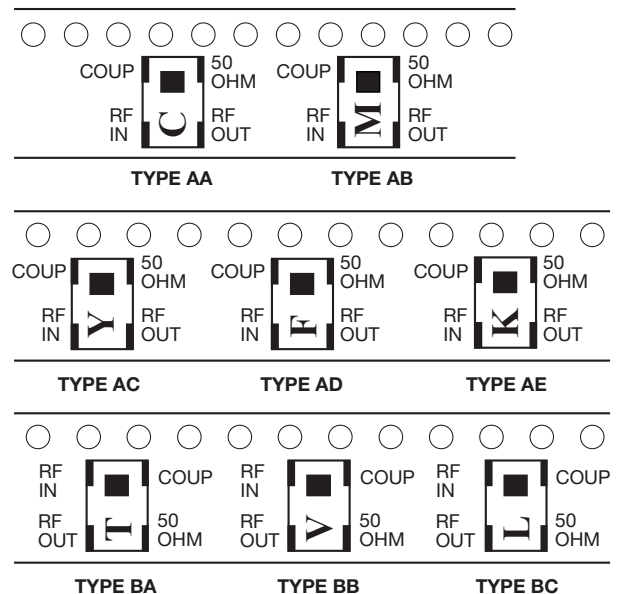 COUP 50 OHM COUP 50 OHM
RF IN C RF OUT RF IN M RF OUT
TYPE AA TYPE AB
COUP 50 OHM COUP 50 OHM COUP 50 OHM
RF IN Y RF OUT RF IN F RF OUT RF IN K RF OUT
TYPE AC TYPE AD TYPE AE
RF IN COUP RF IN COUP RF IN COUP
RF OUT T 50 OHM RF OUT V 50 OHM RF OUT L 50 OHM
TYPE BA TYPE BB TYPE BC